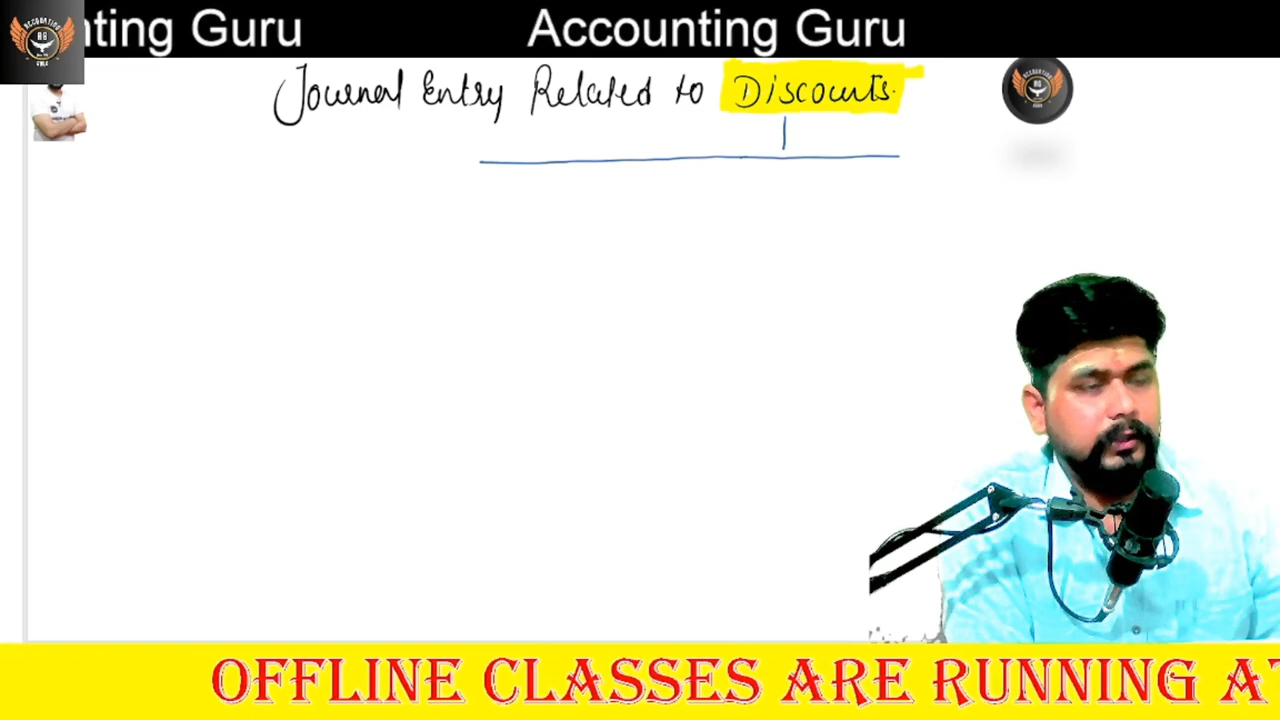 nting Guru Accounting Guru
Journal Entry Related to Discounts.
OFFLINE CLASSES ARE RUNNING AT